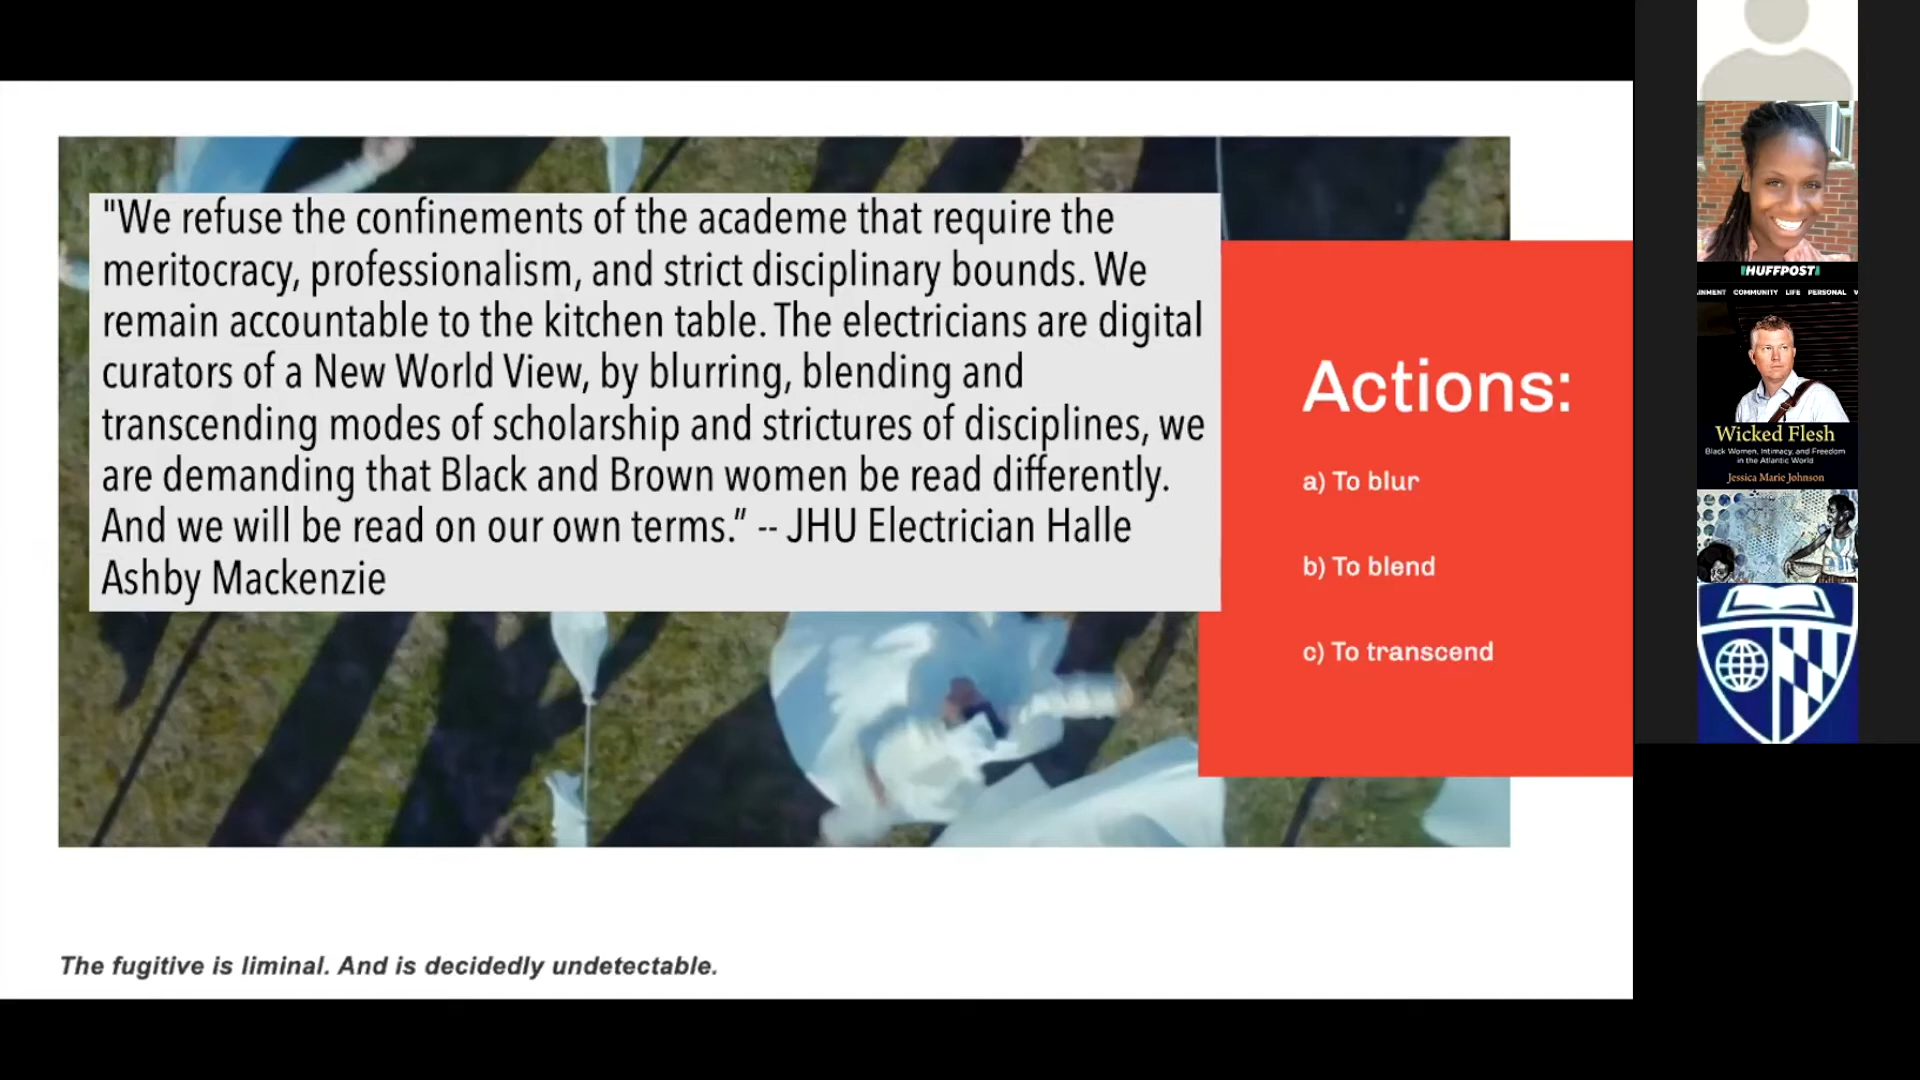 "We refuse the confinements of the academe that require the
meritocracy, professionalism, and strict disciplinary bounds. We
remain accountable to the kitchen table. The electricians are digital
curators of a New World View, by blurring, blending and
transcending modes of scholarship and strictures of disciplines, we
are demanding that Black and Brown women be read differently.
And we will be read on our own terms.” -- JHU Electrician Halle
Ashby Mackenzie
Actions:
a) To blur
b) To blend
c) To transcend
The fugitive is liminal. And is decidedly undetectable.
HUFFPOST
COMMUNITY LIFE PERSONAL
Wicked Flesh
Black Women, Intimacy, and Freedom
in the Atlantic World
Jessica Marie Johnson